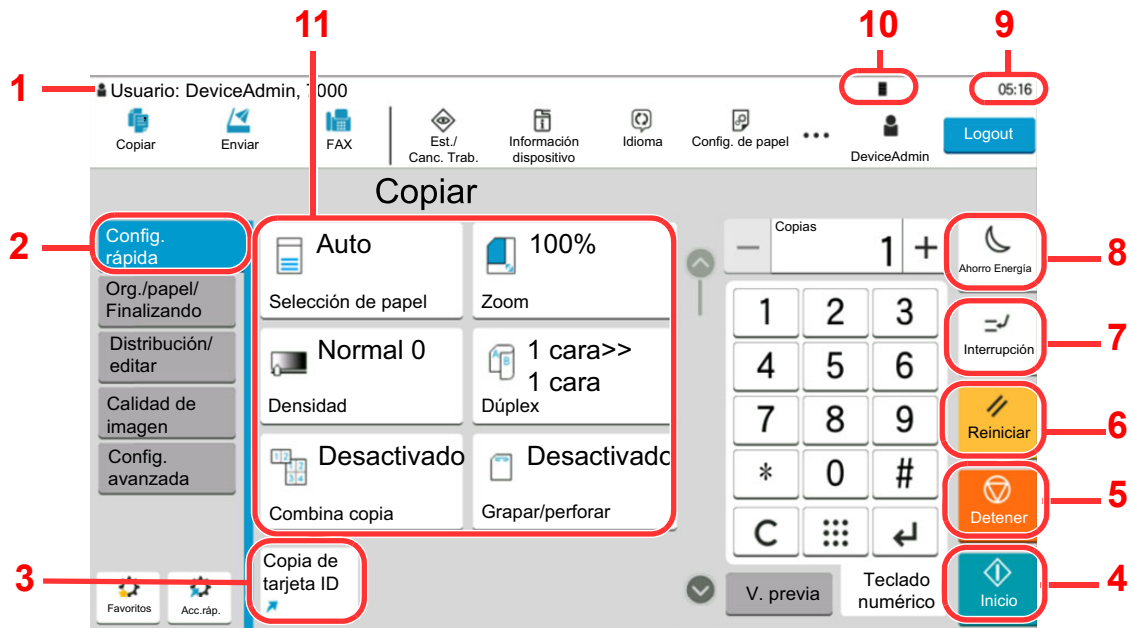 11
10
9
1
Usuario: DeviceAdmin, 7000
05:16
Copiar
Enviar
FAX
Est./
Canc. Trab.
Información
dispositivo
Idioma
Config. de papel
DeviceAdmin
Logout
Copiar
2
Config.
rápida
Org./papel/
Finalizando
Distribución/
editar
Calidad de
imagen
Config.
avanzada
Auto
Selección de papel
100%
Zoom
Normal 0
Densidad
1 cara>>
1 cara
Dúplex
Desactivado
Combina copia
Desactivado
Grapar/perforar
Copias
− 1 +
1 2 3
4 5 6
7 8 9
* 0 #
C
Ahorro Energía
8
Interrupción
7
Reiniciar
6
Detener
5
3
Copia de
tarjeta ID
Favoritos
Acc.ráp.
V. previa
Teclado
numérico
Inicio
4